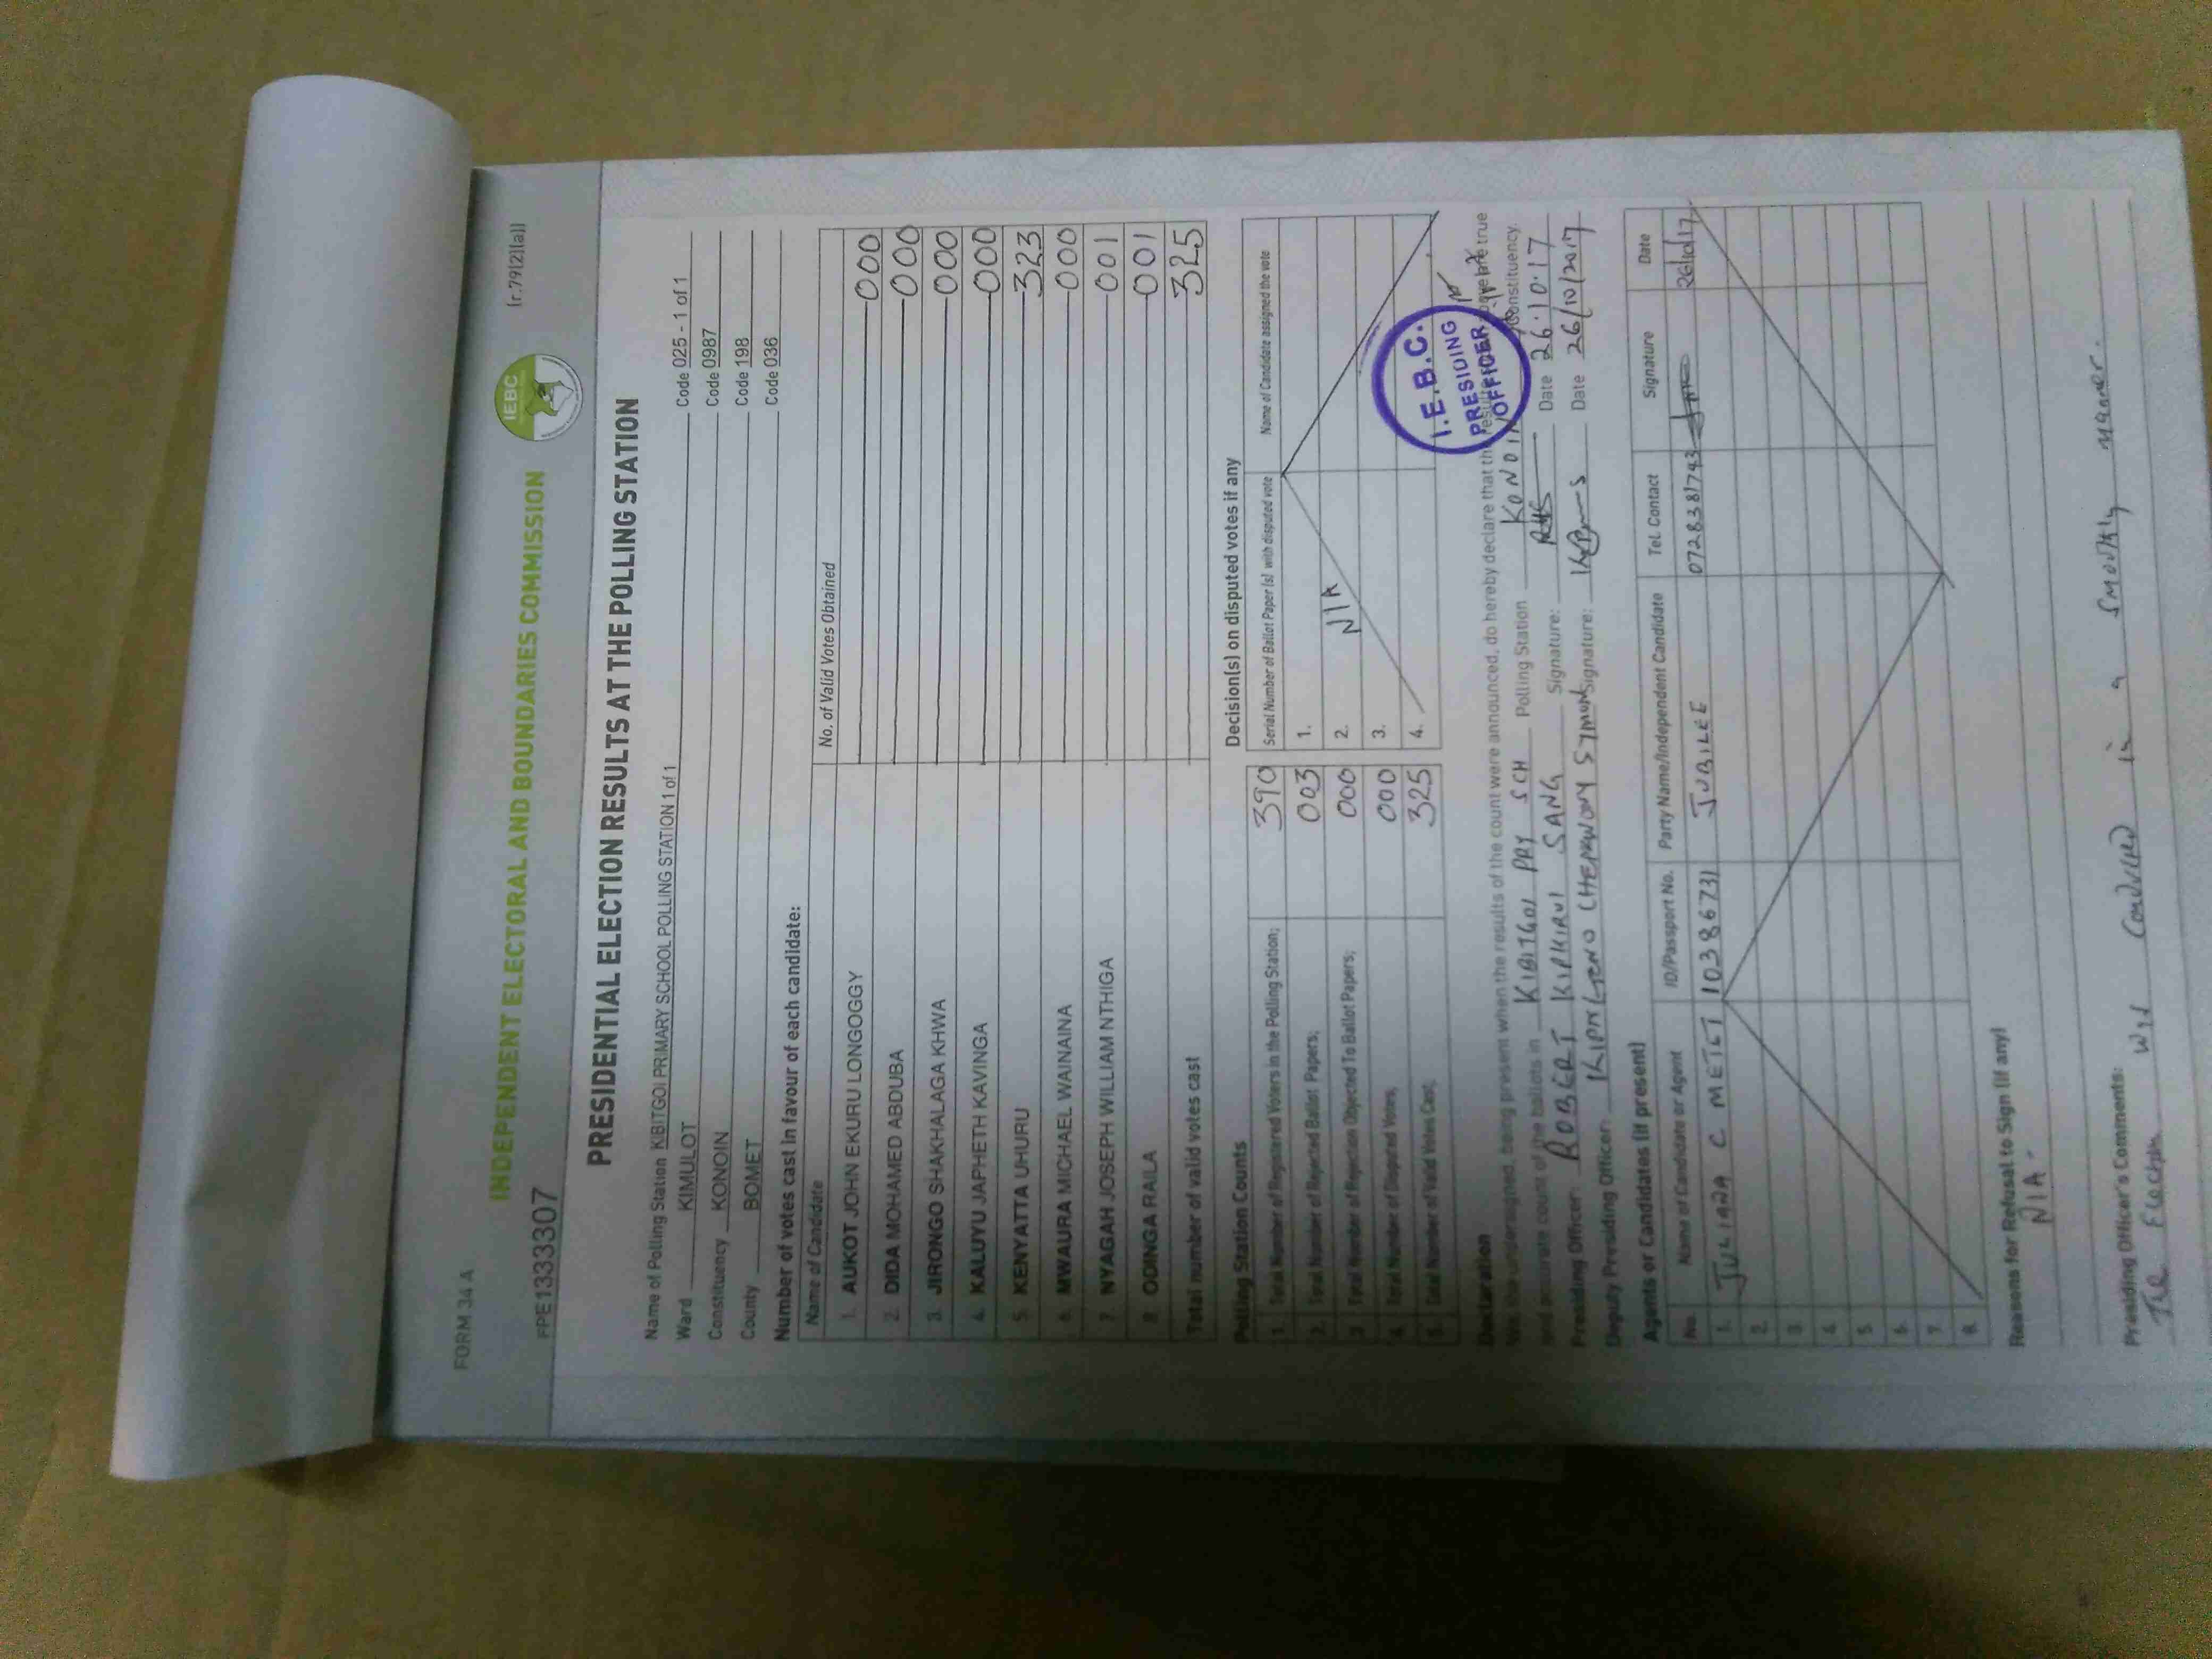 FORM 34 A
(r.79(2)(a))
IEBC
INDEPENDENT ELECTORAL AND BOUNDARIES COMMISSION
FPE1333307
PRESIDENTIAL ELECTION RESULTS AT THE POLLING STATION
Name of Polling Station KIBITGOI PRIMARY SCHOOL POLLING STATION 1 of 1 Code 025 - 1 of 1
Ward KIMULOT Code 0987
Constituency KONOIN Code 198
County BOMET Code 036
Number of votes cast in favour of each candidate:
Name of Candidate No. of Valid Votes Obtained
1. AUKOT JOHN EKURU LONGOGGY 000
2. DIDA MOHAMED ABDUBA 000
3. JIRONGO SHAKHALAGA KHWA 000
4. KALUYU JAPHETH KAVINGA 000
5. KENYATTA UHURU 323
6. MWAURA MICHAEL WAINAINA 000
7. NYAGAH JOSEPH WILLIAM NTHIGA 001
8. ODINGA RAILA 001
Total number of valid votes cast 325
Polling Station Counts
1. Total Number of Registered Voters in the Polling Station; 390
2. Total Number of Rejected Ballot Papers; 003
3. Total Number of Rejection Objected To Ballot Papers; 000
4. Total Number of Disputed Votes; 000
5. Total Number of Valid Votes Cast; 325
Decision(s) on disputed votes if any
Serial Number of Ballot Paper (s) with disputed vote Name of Candidate assigned the vote
1.
2. N/A
3.
4.
I.E.B.C.
PRESIDING
OFFICER
Declaration
We, the undersigned, being present when the results of the count were announced, do hereby declare that the results above are true
and accurate count of the ballots in KIBITGOI PRY SCH Polling Station KONOIN Constituency.
Presiding Officer: ROBERT KIPKIRUI SANG Signature: Date 26.10.17
Deputy Presiding Officer: KIPNGENO CHEPKWONY SYMON Signature: Date 26/10/2017
Agents or Candidates (if present)
No. Name of Candidate or Agent ID/Passport No. Party Name/Independent Candidate Tel. Contact Signature Date
1. JULIANA C METET 103867 31 JUBILEE 0728381743 26/10/17
2.
3.
4.
5.
6.
7.
8.
Reasons for Refusal to Sign (if any)
N/A
Presiding Officer's Comments:
The Election was in a smoothly manner.